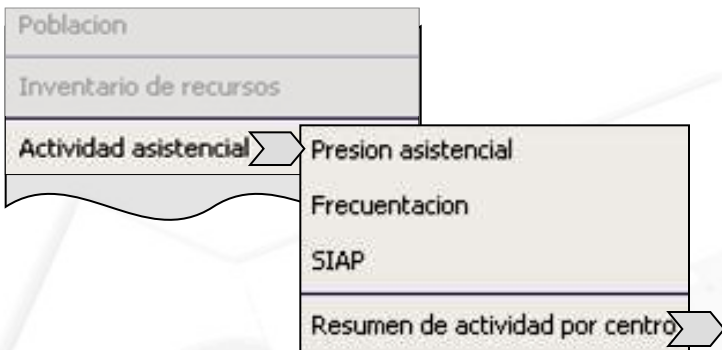 Poblacion
Inventario de recursos
Actividad asistencial
Presion asistencial
Frecuentacion
SIAP
Resumen de actividad por centro